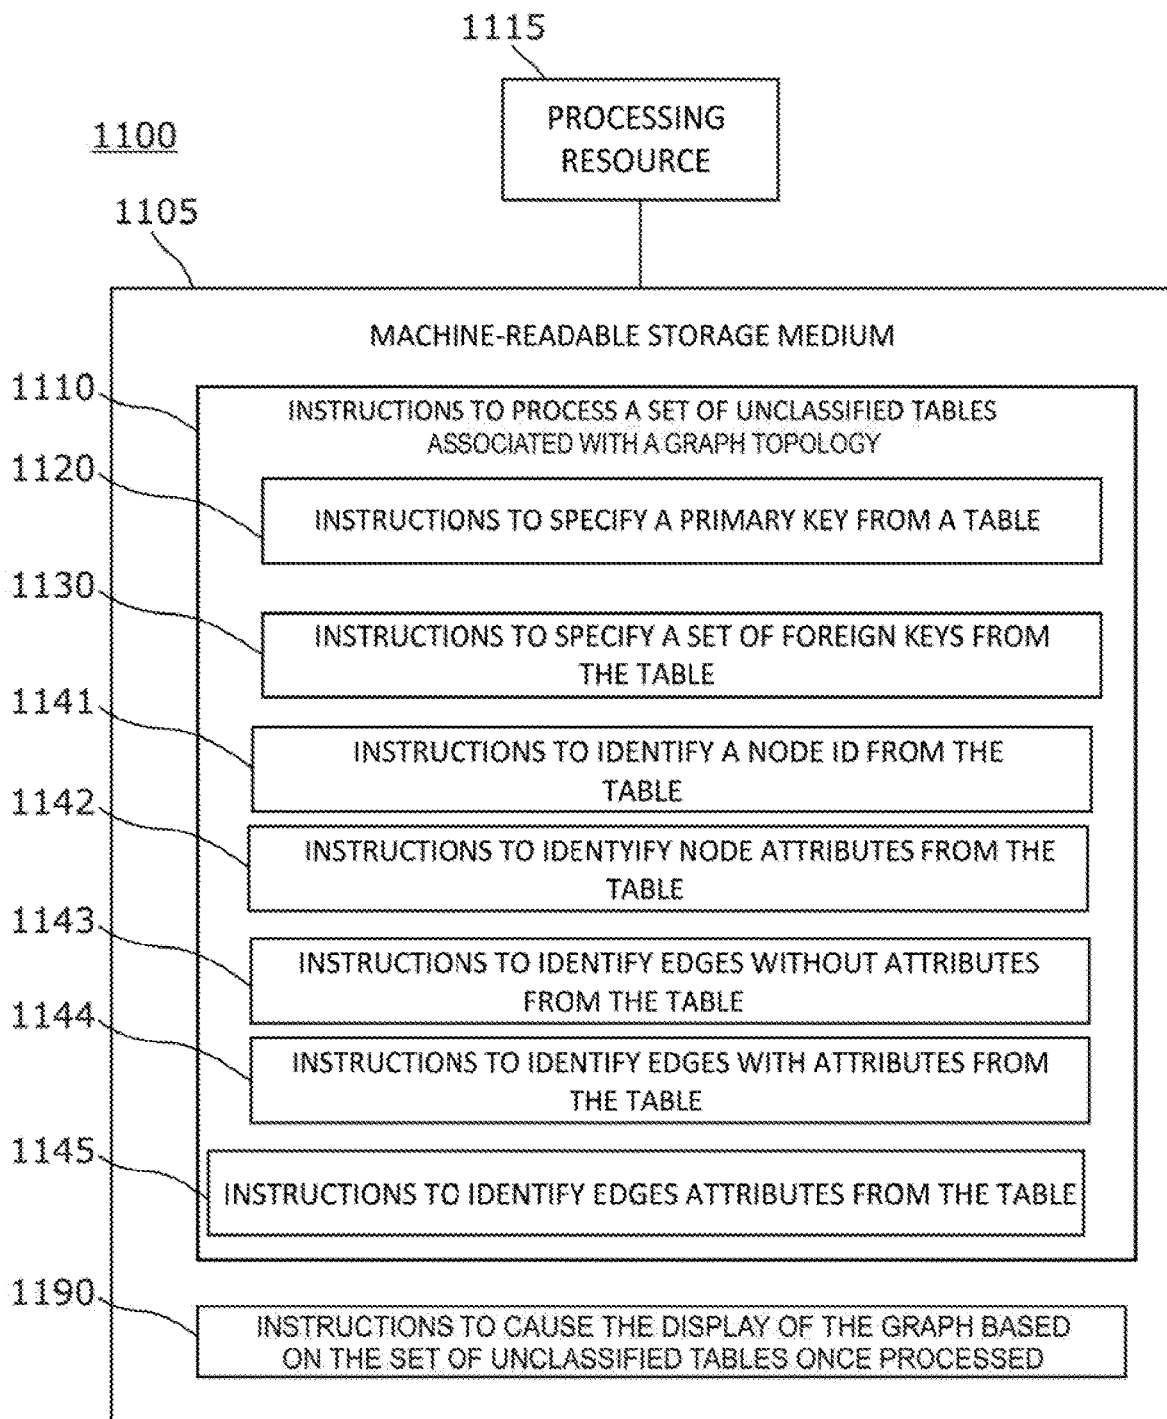 1115
PROCESSING
RESOURCE
1100
1105
MACHINE-READABLE STORAGE MEDIUM
1110
INSTRUCTIONS TO PROCESS A SET OF UNCLASSIFIED TABLES
ASSOCIATED WITH A GRAPH TOPOLOGY
1120
INSTRUCTIONS TO SPECIFY A PRIMARY KEY FROM A TABLE
1130
INSTRUCTIONS TO SPECIFY A SET OF FOREIGN KEYS FROM
THE TABLE
1141
INSTRUCTIONS TO IDENTIFY A NODE ID FROM THE
TABLE
1142
INSTRUCTIONS TO IDENTYIFY NODE ATTRIBUTES FROM THE
TABLE
1143
INSTRUCTIONS TO IDENTIFY EDGES WITHOUT ATTRIBUTES
FROM THE TABLE
1144
INSTRUCTIONS TO IDENTIFY EDGES WITH ATTRIBUTES FROM
THE TABLE
1145
INSTRUCTIONS TO IDENTIFY EDGES ATTRIBUTES FROM THE TABLE
1190
INSTRUCTIONS TO CAUSE THE DISPLAY OF THE GRAPH BASED
ON THE SET OF UNCLASSIFIED TABLES ONCE PROCESSED